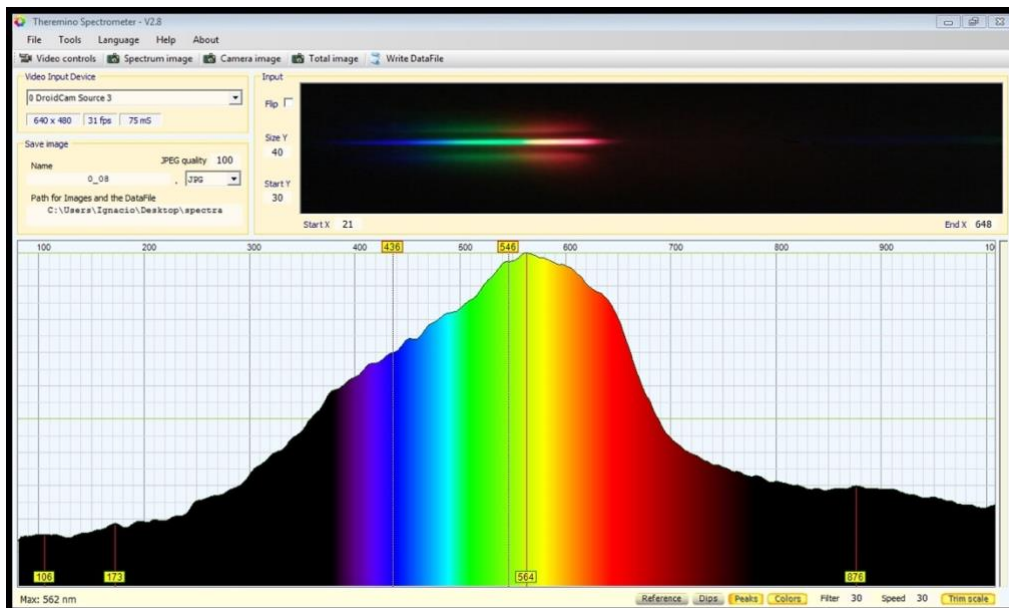 Theremino Spectrometer - V2.8
File Tools Language Help About
Video controls Spectrum image Camera image Total image Write DataFile
Video Input Device
0 DroidCam Source 3
640 x 480 31 fps 75 mS
Save image
Name JPEG quality 100
0_08 . JPG
Path for Images and the DataFile
C:\Users\Ignacio\Desktop\spectra
Input
Flip
Size Y
40
Start Y
30
Start X 21 End X 648
100 200 300 400 436 500 546 600 700 800 900 10
106 173 564 876
Max: 562 nm Reference Dips Peaks Colors Filter 30 Speed 30 Trim scale